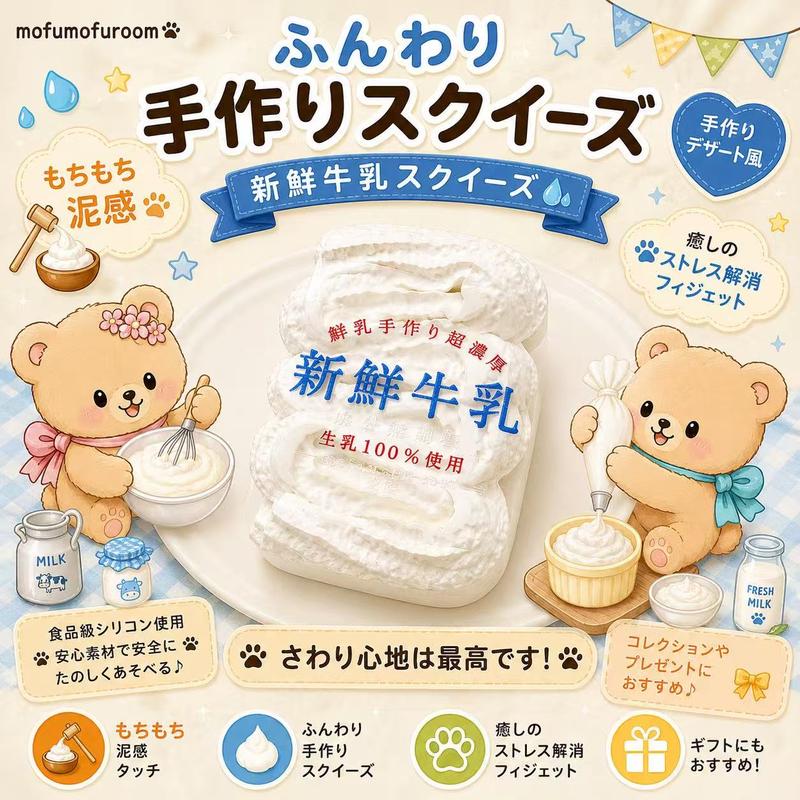 mofumofuroom
ふんわり
手作りスクイーズ
新鮮牛乳スクイーズ
手作り
デザート風
もちもち
泥感
癒しの
ストレス解消
フィジェット
鮮乳手作り超濃厚
新鮮牛乳
生乳100%使用
MILK
FRESH
MILK
食品級シリコン使用
安心素材で安全に
たのしくあそべる♪
さわり心地は最高です!
コレクションや
プレゼントに
おすすめ♪
もちもち
泥感
タッチ
ふんわり
手作り
スクイーズ
癒しの
ストレス解消
フィジェット
ギフトにも
おすすめ!